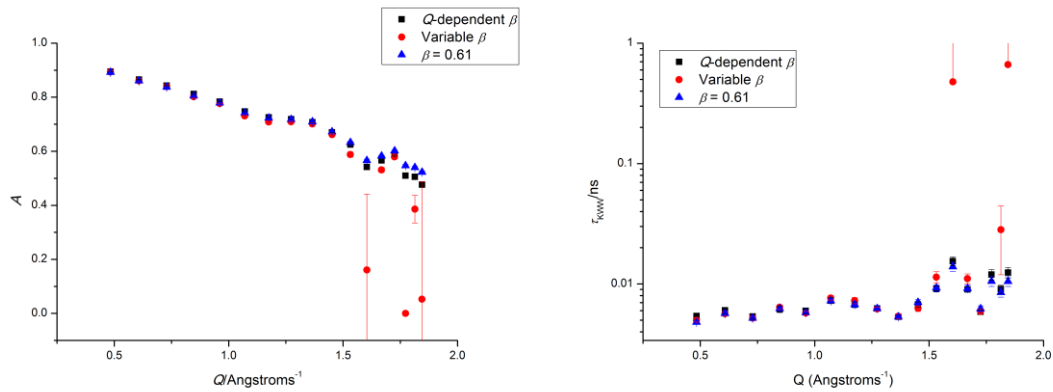 Q-dependent β
Variable β
β = 0.61
1.0
0.8
0.6
0.4
0.2
0.0
A
0.5
1.0
1.5
2.0
Q/Angstroms-1
Q-dependent β
Variable β
β = 0.61
1
0.1
0.01
τKWW/ns
0.5
1.0
1.5
2.0
Q (Angstroms-1)